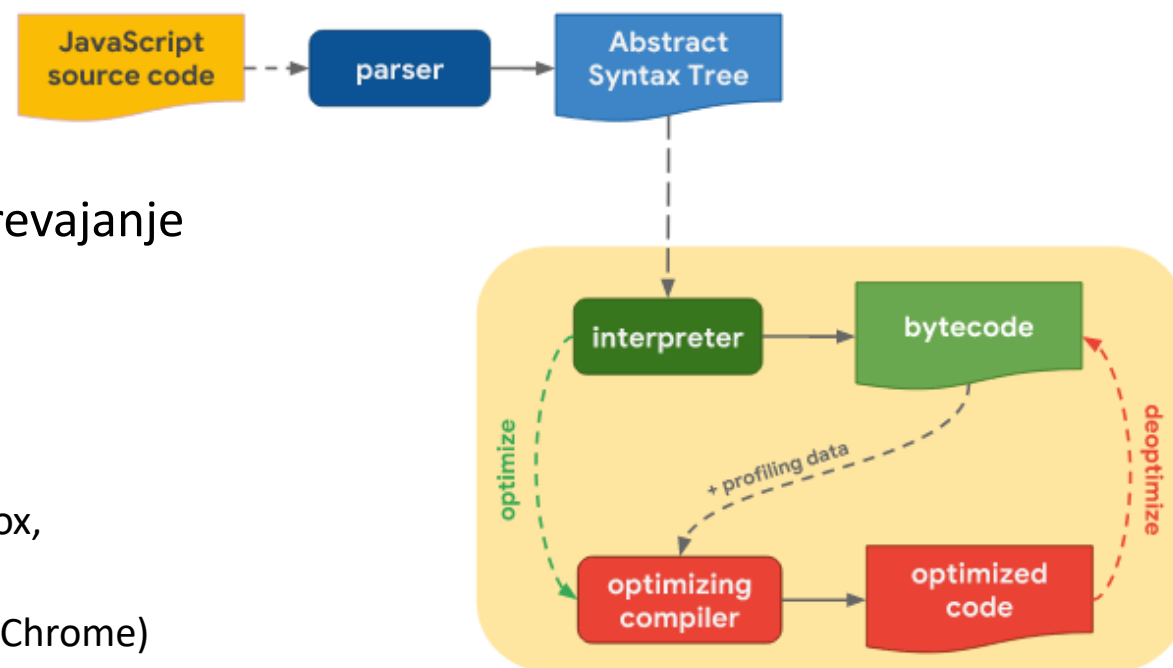 JavaScript
source code
parser
Abstract
Syntax Tree
revajanje
interpreter
bytecode
optimize
+ profiling data
deoptimize
ox,
optimizing
compiler
optimized
code
Chrome)